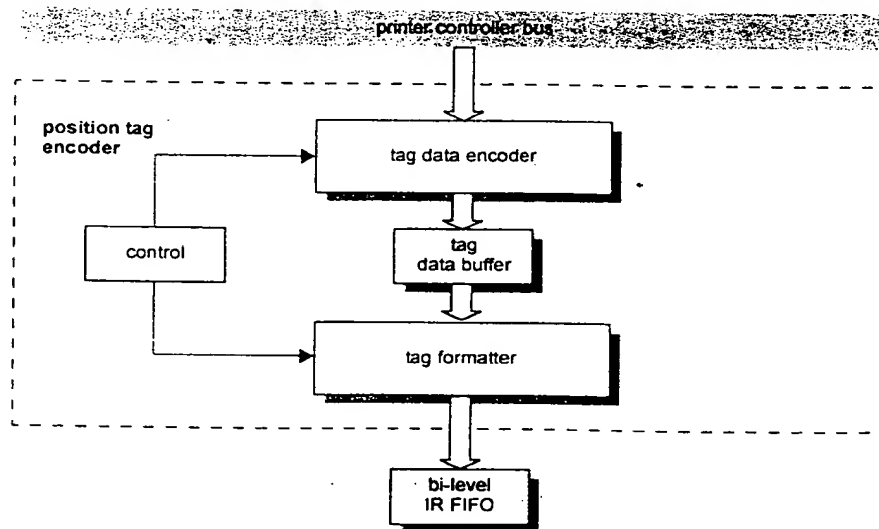 printer controller bus
position tag
encoder
tag data encoder
control
tag
data buffer
tag formatter
bi-level
IR FIFO